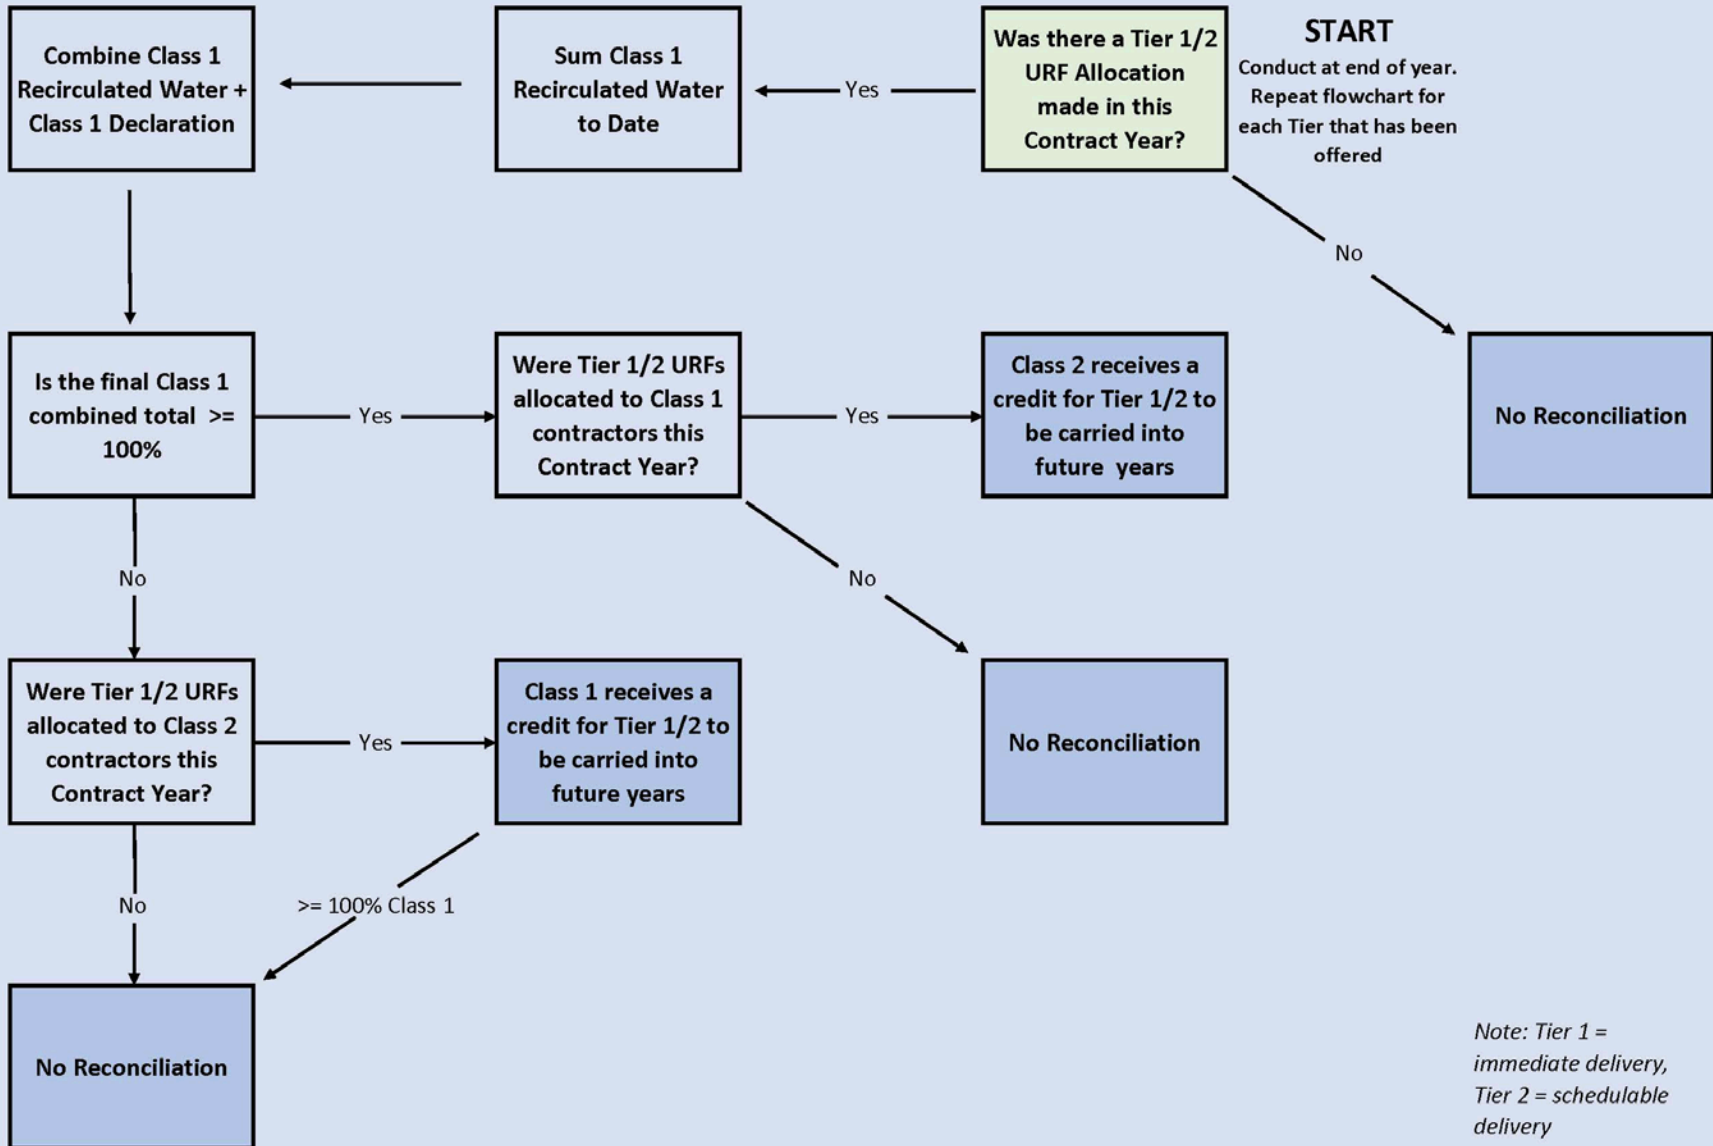 START
Conduct at end of year.
Repeat flowchart for
each Tier that has been
offered
Was there a Tier 1/2
URF Allocation
made in this
Contract Year?
Yes
Sum Class 1
Recirculated Water
to Date
Combine Class 1
Recirculated Water +
Class 1 Declaration
No
No Reconciliation
Is the final Class 1
combined total >=
100%
Yes
Were Tier 1/2 URFs
allocated to Class 1
contractors this
Contract Year?
Yes
Class 2 receives a
credit for Tier 1/2 to
be carried into
future years
No
No Reconciliation
No
Were Tier 1/2 URFs
allocated to Class 2
contractors this
Contract Year?
Yes
Class 1 receives a
credit for Tier 1/2 to
be carried into
future years
No
>= 100% Class 1
No Reconciliation
Note: Tier 1 =
immediate delivery,
Tier 2 = schedulable
delivery